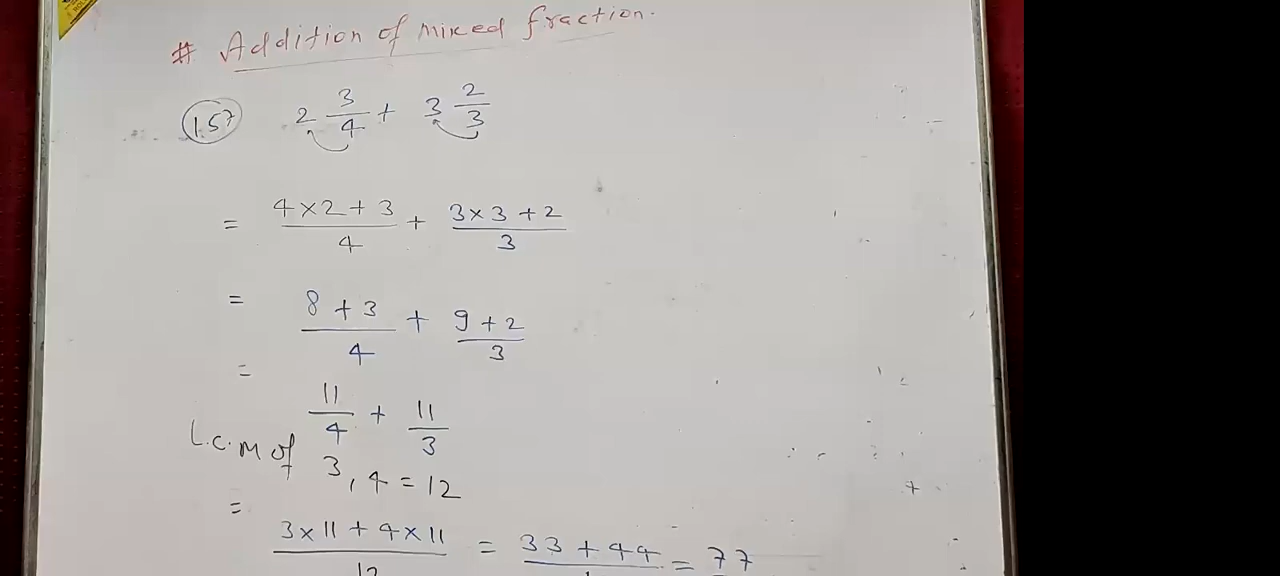 # Addition of mixed fraction.
157 2 3/4 + 3 2/3
= 4×2+3/4 + 3×3+2/3
= 8+3/4 + 9+2/3
= 11/4 + 11/3
L.C.M of 3, 4 = 12
= 3×11+4×11/12 = 33+44 = 77